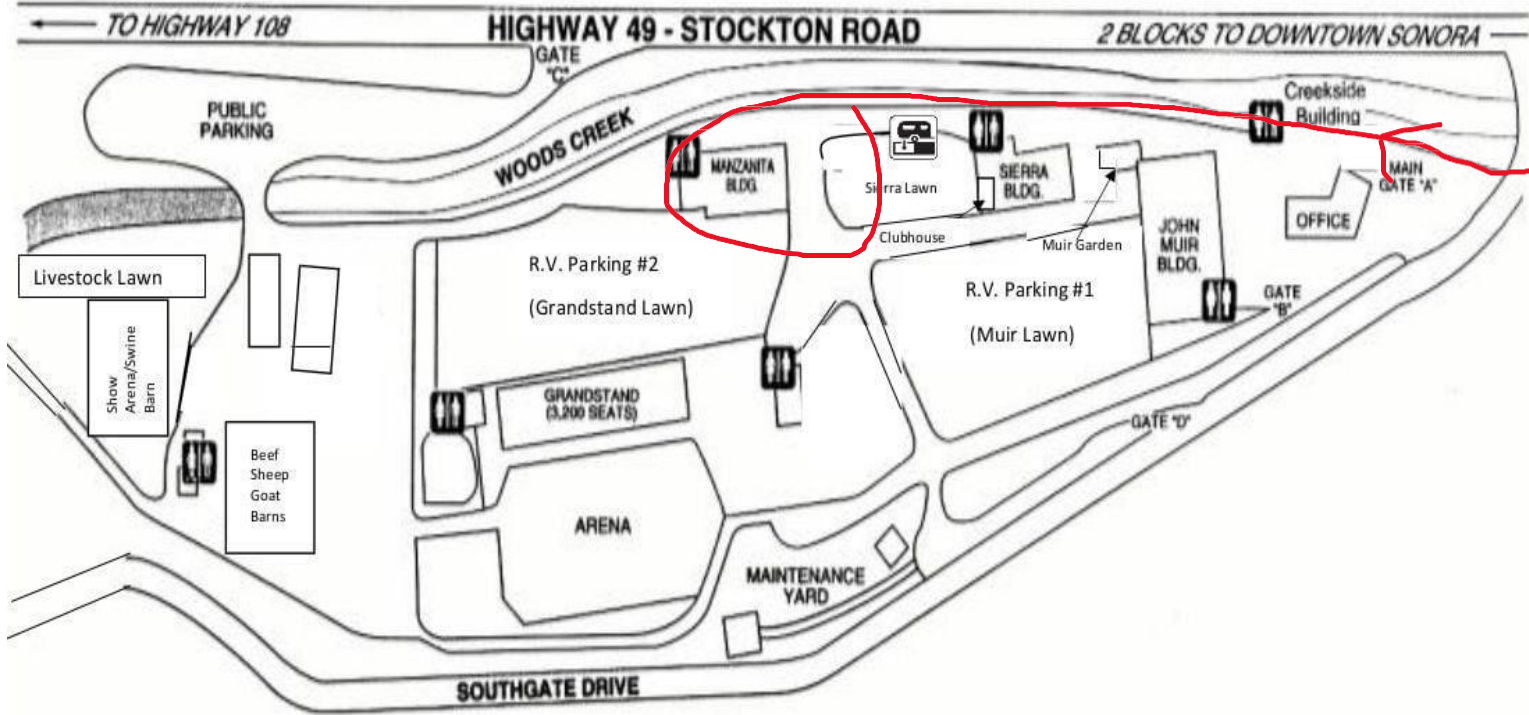 TO HIGHWAY 108
HIGHWAY 49 - STOCKTON ROAD
2 BLOCKS TO DOWNTOWN SONORA
GATE
"C"
PUBLIC
PARKING
WOODS CREEK
Creekside
Building
MANZANITA
BLDG.
Sierra Lawn
SIERRA
BLDG.
MAIN
GATE "A"
OFFICE
Clubhouse
Muir Garden
JOHN
MUIR
BLDG.
Livestock Lawn
R.V. Parking #2
(Grandstand Lawn)
R.V. Parking #1
(Muir Lawn)
GATE
"B"
Show
Arena/Swine
Barn
GRANDSTAND
(3,200 SEATS)
GATE "D"
Beef
Sheep
Goat
Barns
ARENA
MAINTENANCE
YARD
SOUTHGATE DRIVE